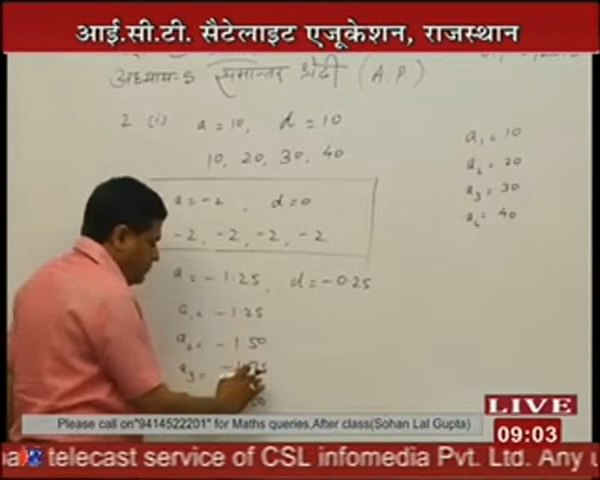 आई.सी.टी. सैटेलाइट एजूकेशन, राजस्थान
अध्याय-5 समान्तर श्रेढी (A.P)
2 (i) a = 10, d = 10
10, 20, 30, 40
a₁ = 10
a₂ = 20
a₃ = 30
a₄ = 40
a = -2, d = 0
-2, -2, -2, -2
a = -1.25, d = -0.25
a₁ = -1.25
a₂ = -1.50
a₃ =
LIVE
Please call on"9414522201" for Maths queries,After class(Sohan Lal Gupta)
09:03
telecast service of CSL infomedia Pvt. Ltd. Any